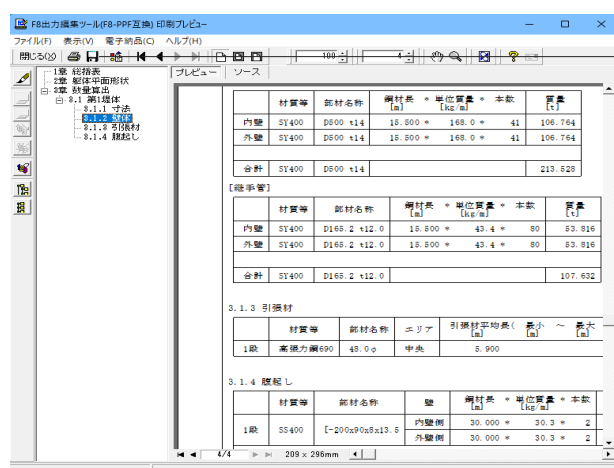 F8出力編集ツール(F8-PPF互換) 印刷プレビュー
ファイル(F) 表示(V) 電子納品(C) ヘルプ(H)
閉じる(X) 100 4
プレビュー ソース
1章 総括表
2章 躯体平面形状
3章 数量算出
3.1 第1堤体
3.1.1 寸法
3.1.2 壁体
3.1.3 引張材
3.1.4 腹起し
材質等 部材名称 鋼材長 * 単位質量 * 本数 質量
[m] [kg/m] [t]
内壁 SY400 D500 t14 15.500 * 168.0 * 41 106.764
外壁 SY400 D500 t14 15.500 * 168.0 * 41 106.764
合計 SY400 D500 t14 213.528
[継手管]
材質等 部材名称 鋼材長 * 単位質量 * 本数 質量
[m] [kg/m] [t]
内壁 SY400 D165.2 t12.0 15.500 * 43.4 * 80 53.816
外壁 SY400 D165.2 t12.0 15.500 * 43.4 * 80 53.816
合計 SY400 D165.2 t12.0 107.632
3.1.3 引張材
材質等 部材名称 エリア 引張材平均長( 最小 ~ 最大
[m] [m] [m]
1段 高張力鋼690 48.0φ 中央 5.900
3.1.4 腹起し
材質等 部材名称 壁 鋼材長 * 単位質量 * 本数
[m] [kg/m]
1段 SS400 [-200x90x8x13.5 内壁側 30.000 * 30.3 * 2
外壁側 30.000 * 30.3 * 2
4/4 209 x 296mm